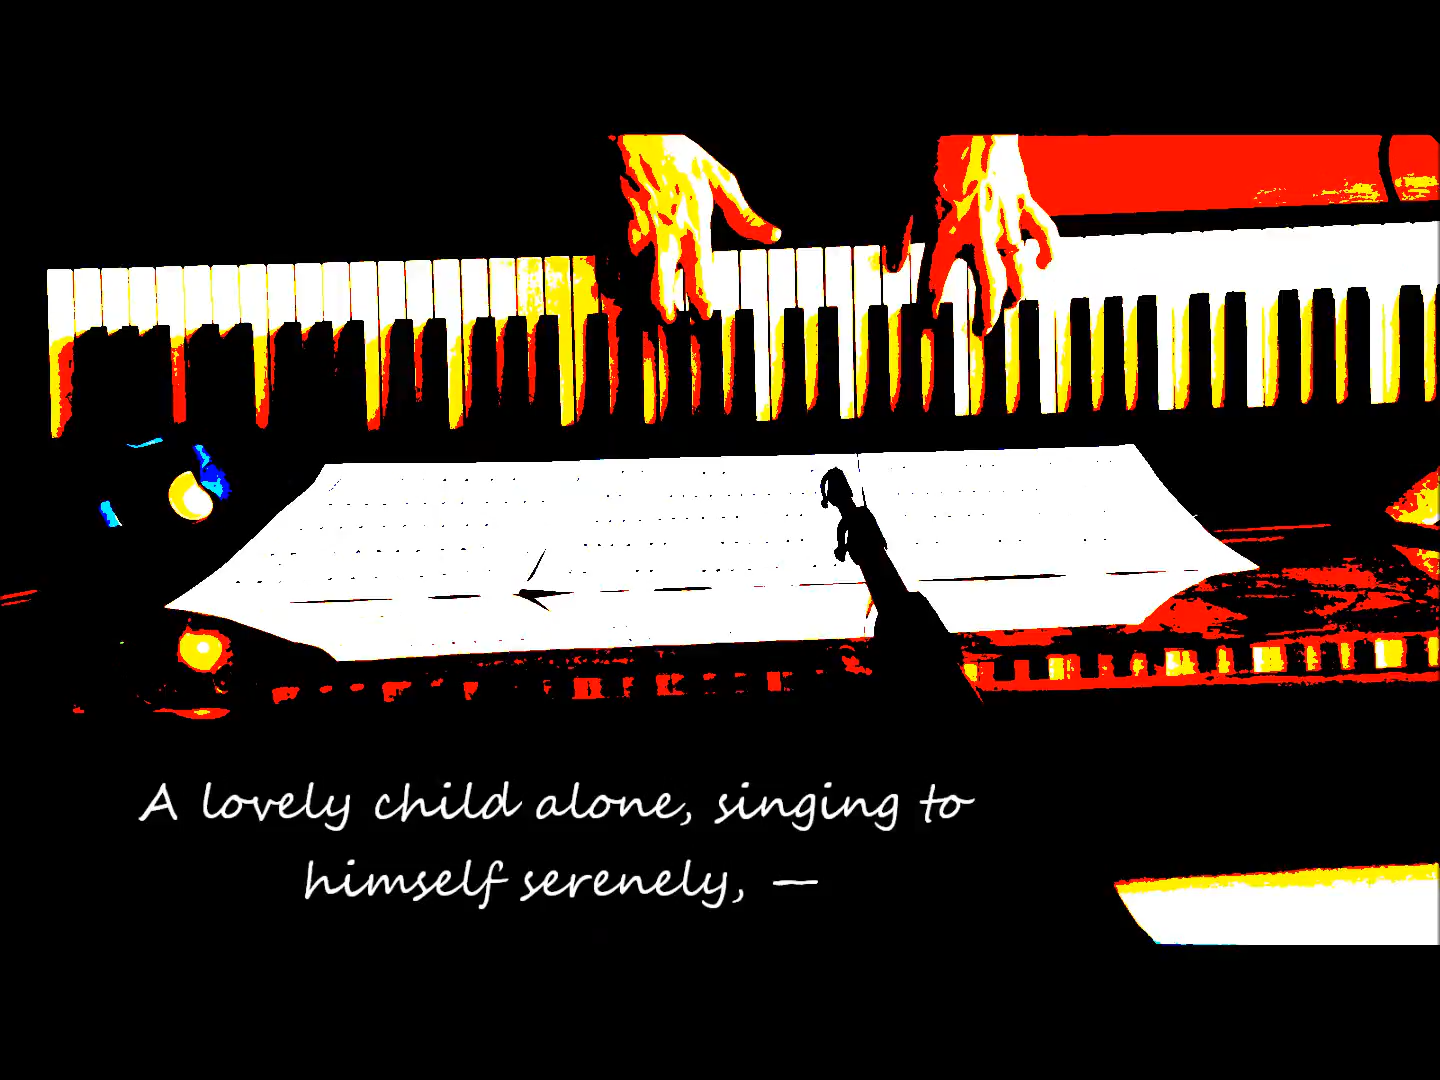 A lovely child alone, singing to
himself serenely, —